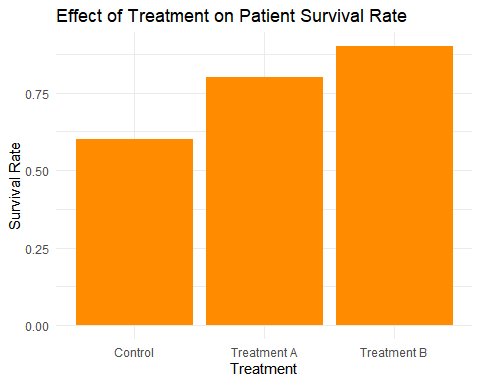 Effect of Treatment on Patient Survival Rate
Survival Rate
0.75
0.50
0.25
0.00
Control
Treatment A
Treatment B
Treatment